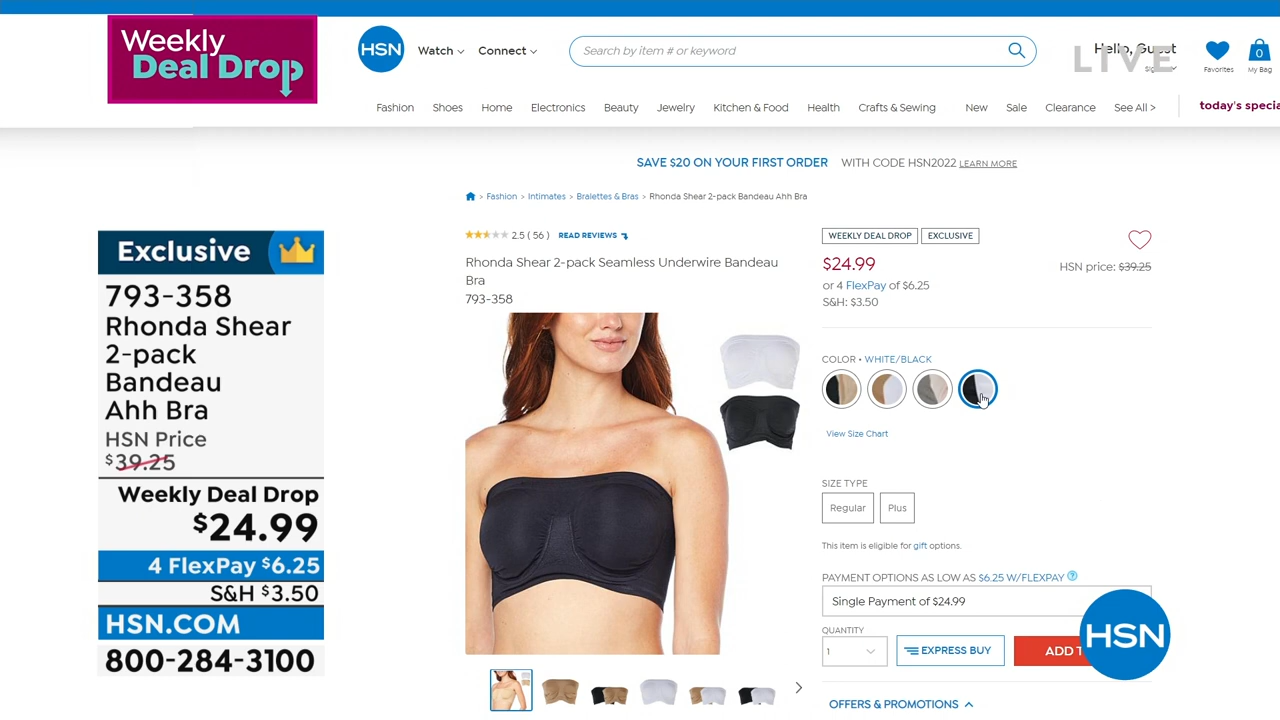 Weekly
Deal Drop
HSN
Watch
Connect
Search by item # or keyword
Hello, Guest
LIVE
Favorites
0
My Bag
Fashion
Shoes
Home
Electronics
Beauty
Jewelry
Kitchen & Food
Health
Crafts & Sewing
New
Sale
Clearance
See All >
today's specia
SAVE $20 ON YOUR FIRST ORDER WITH CODE HSN2022 LEARN MORE
> Fashion > Intimates > Bralettes & Bras > Rhonda Shear 2-pack Bandeau Ahh Bra
Exclusive
793-358
Rhonda Shear
2-pack
Bandeau
Ahh Bra
HSN Price
$39.25
Weekly Deal Drop
$24.99
4 FlexPay $6.25
S&H $3.50
HSN.COM
800-284-3100
2.5 ( 56 ) READ REVIEWS
Rhonda Shear 2-pack Seamless Underwire Bandeau
Bra
793-358
WEEKLY DEAL DROP
EXCLUSIVE
$24.99
HSN price: $39.25
or 4 FlexPay of $6.25
S&H: $3.50
COLOR • WHITE/BLACK
View Size Chart
SIZE TYPE
Regular
Plus
This item is eligible for gift options.
PAYMENT OPTIONS AS LOW AS $6.25 W/FLEXPAY ?
Single Payment of $24.99
QUANTITY
1
EXPRESS BUY
ADD T
HSN
OFFERS & PROMOTIONS